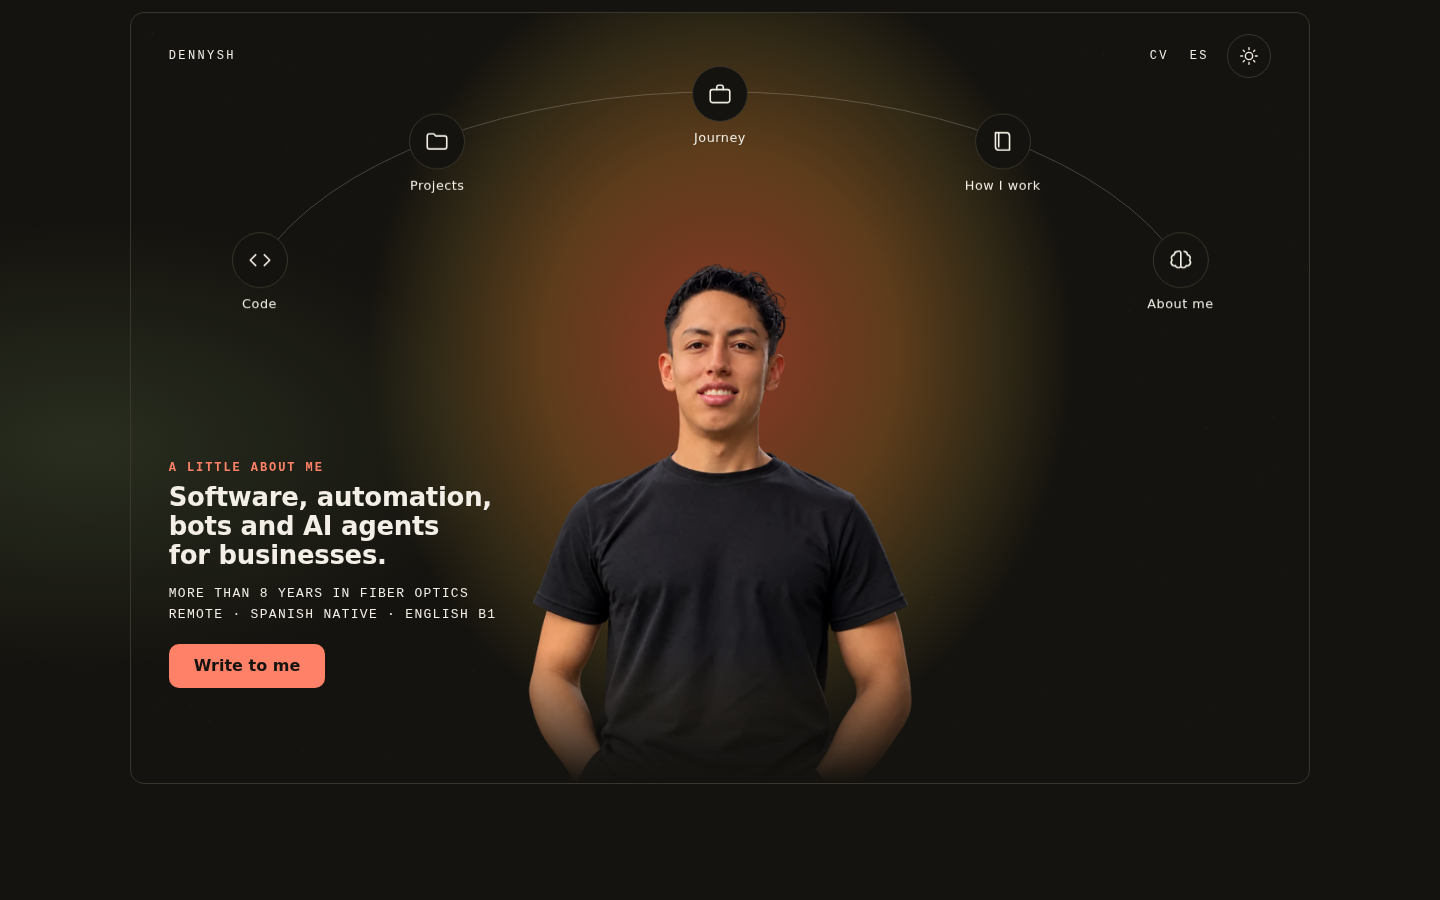 DENNYSH
CV ES
Journey
Projects
How I work
Code
About me
A LITTLE ABOUT ME
Software, automation,
bots and AI agents
for businesses.
MORE THAN 8 YEARS IN FIBER OPTICS
REMOTE · SPANISH NATIVE · ENGLISH B1
Write to me